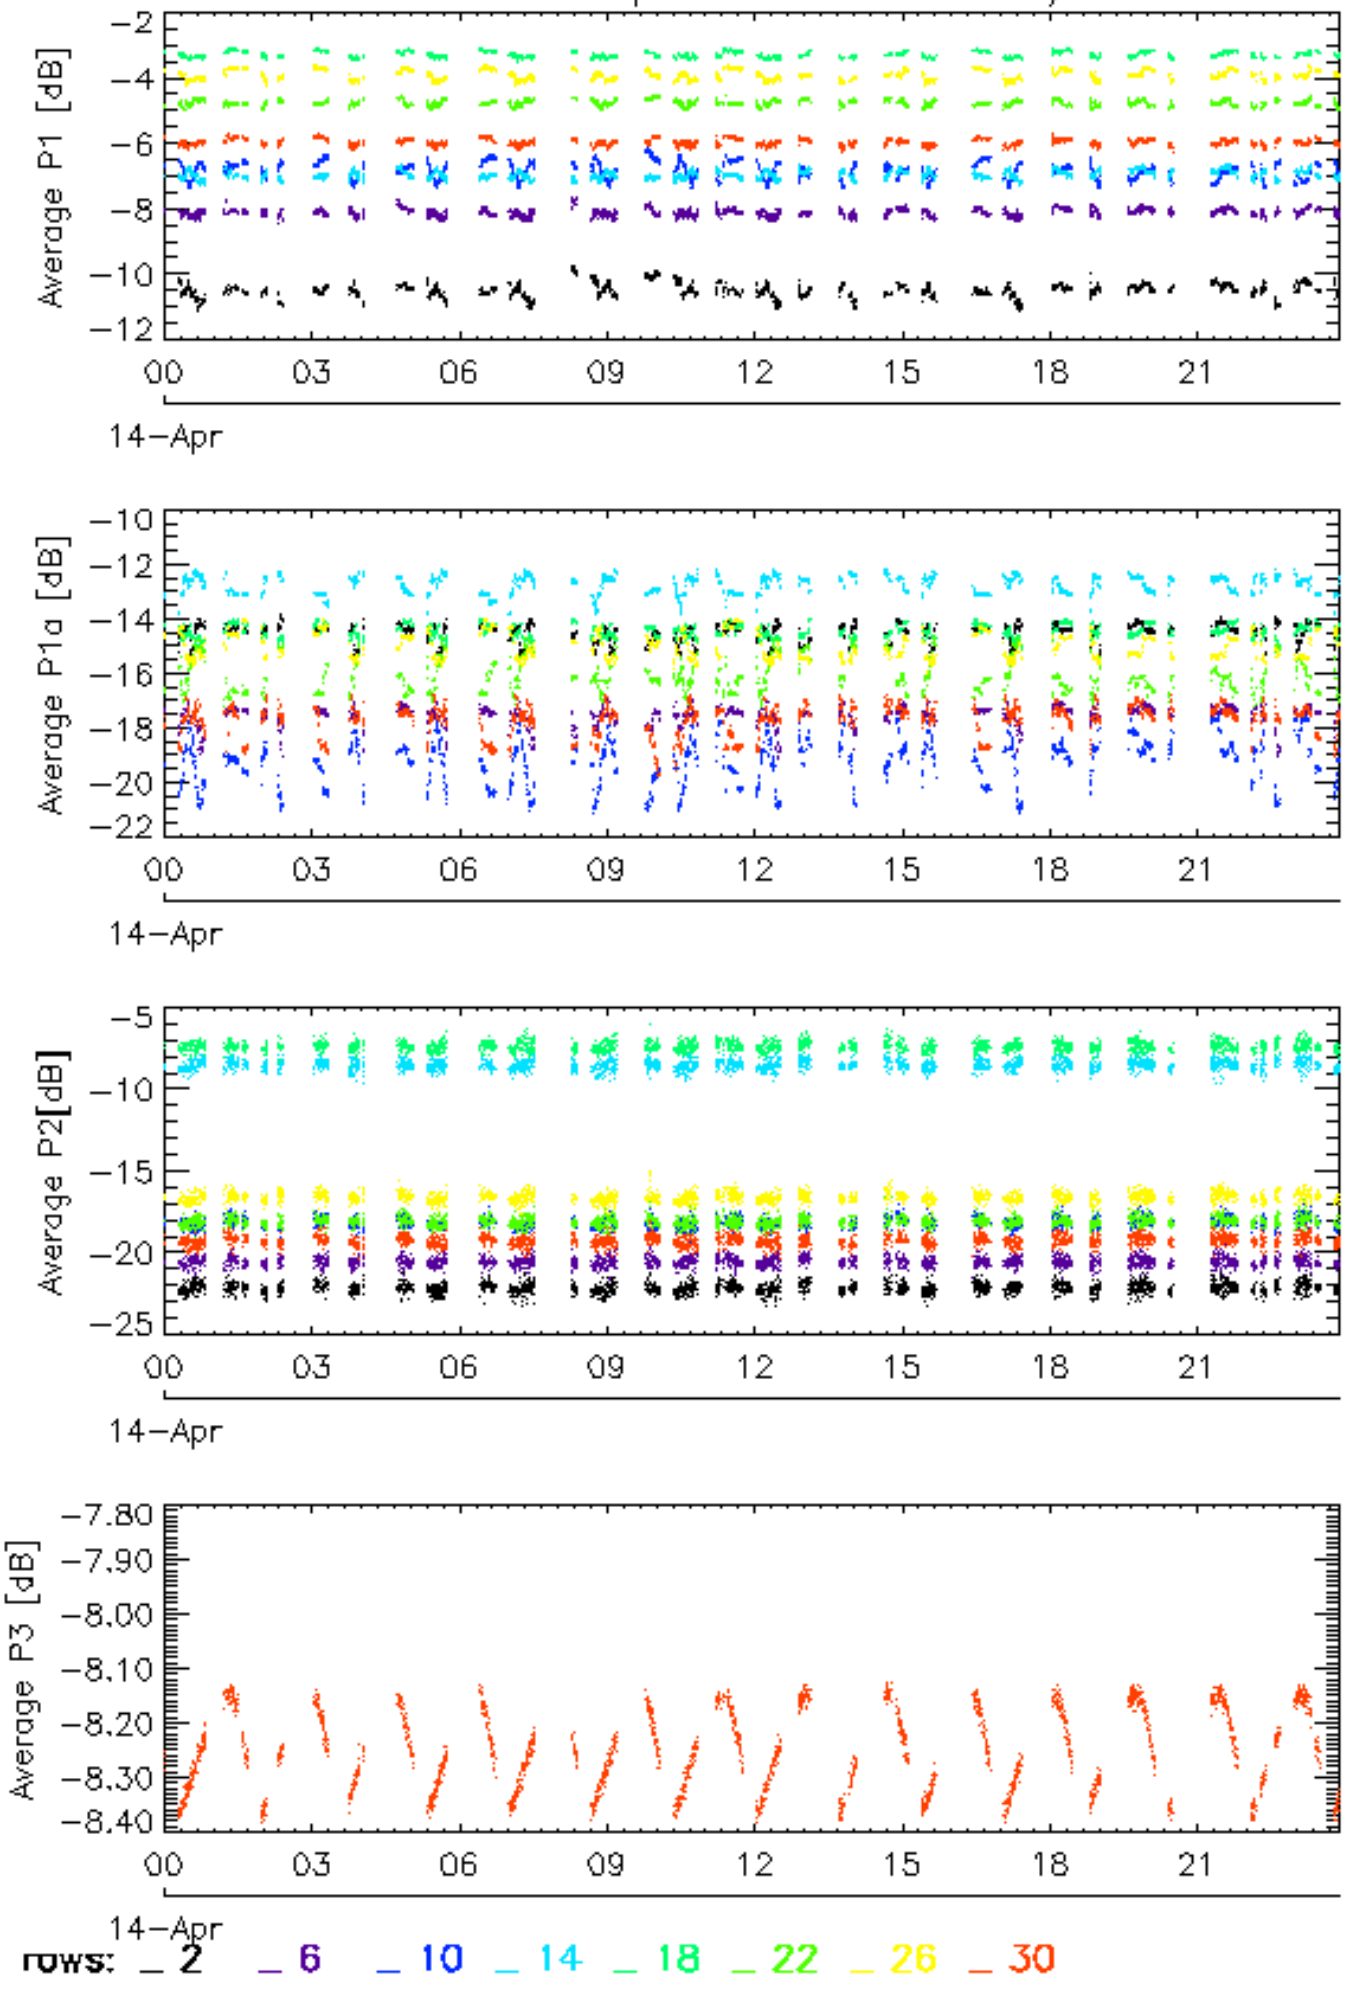 Average P1 [dB]
-2
-4
-6
-8
-10
-12
00 03 06 09 12 15 18 21
14-Apr
Average P1a [dB]
-10
-12
-14
-16
-18
-20
-22
00 03 06 09 12 15 18 21
14-Apr
Average P2[dB]
-5
-10
-15
-20
-25
00 03 06 09 12 15 18 21
14-Apr
Average P3 [dB]
-7.80
-7.90
-8.00
-8.10
-8.20
-8.30
-8.40
00 03 06 09 12 15 18 21
14-Apr
rows: _ 2 _ 6 _ 10 _ 14 _ 18 _ 22 _ 26 _ 30